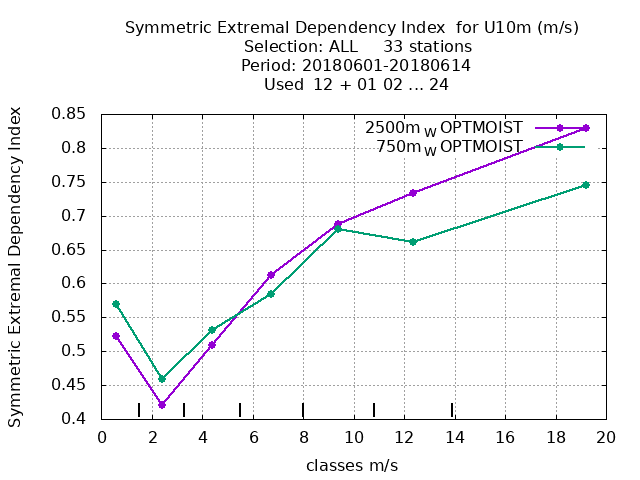 Symmetric Extremal Dependency Index  for U10m (m/s)
Selection: ALL     33 stations
Period: 20180601-20180614
Used  12 + 01 02 ... 24
Symmetric Extremal Dependency Index
0.85
0.8
0.75
0.7
0.65
0.6
0.55
0.5
0.45
0.4
2500m W OPTMOIST
750m W OPTMOIST
0 2 4 6 8 10 12 14 16 18 20
classes m/s